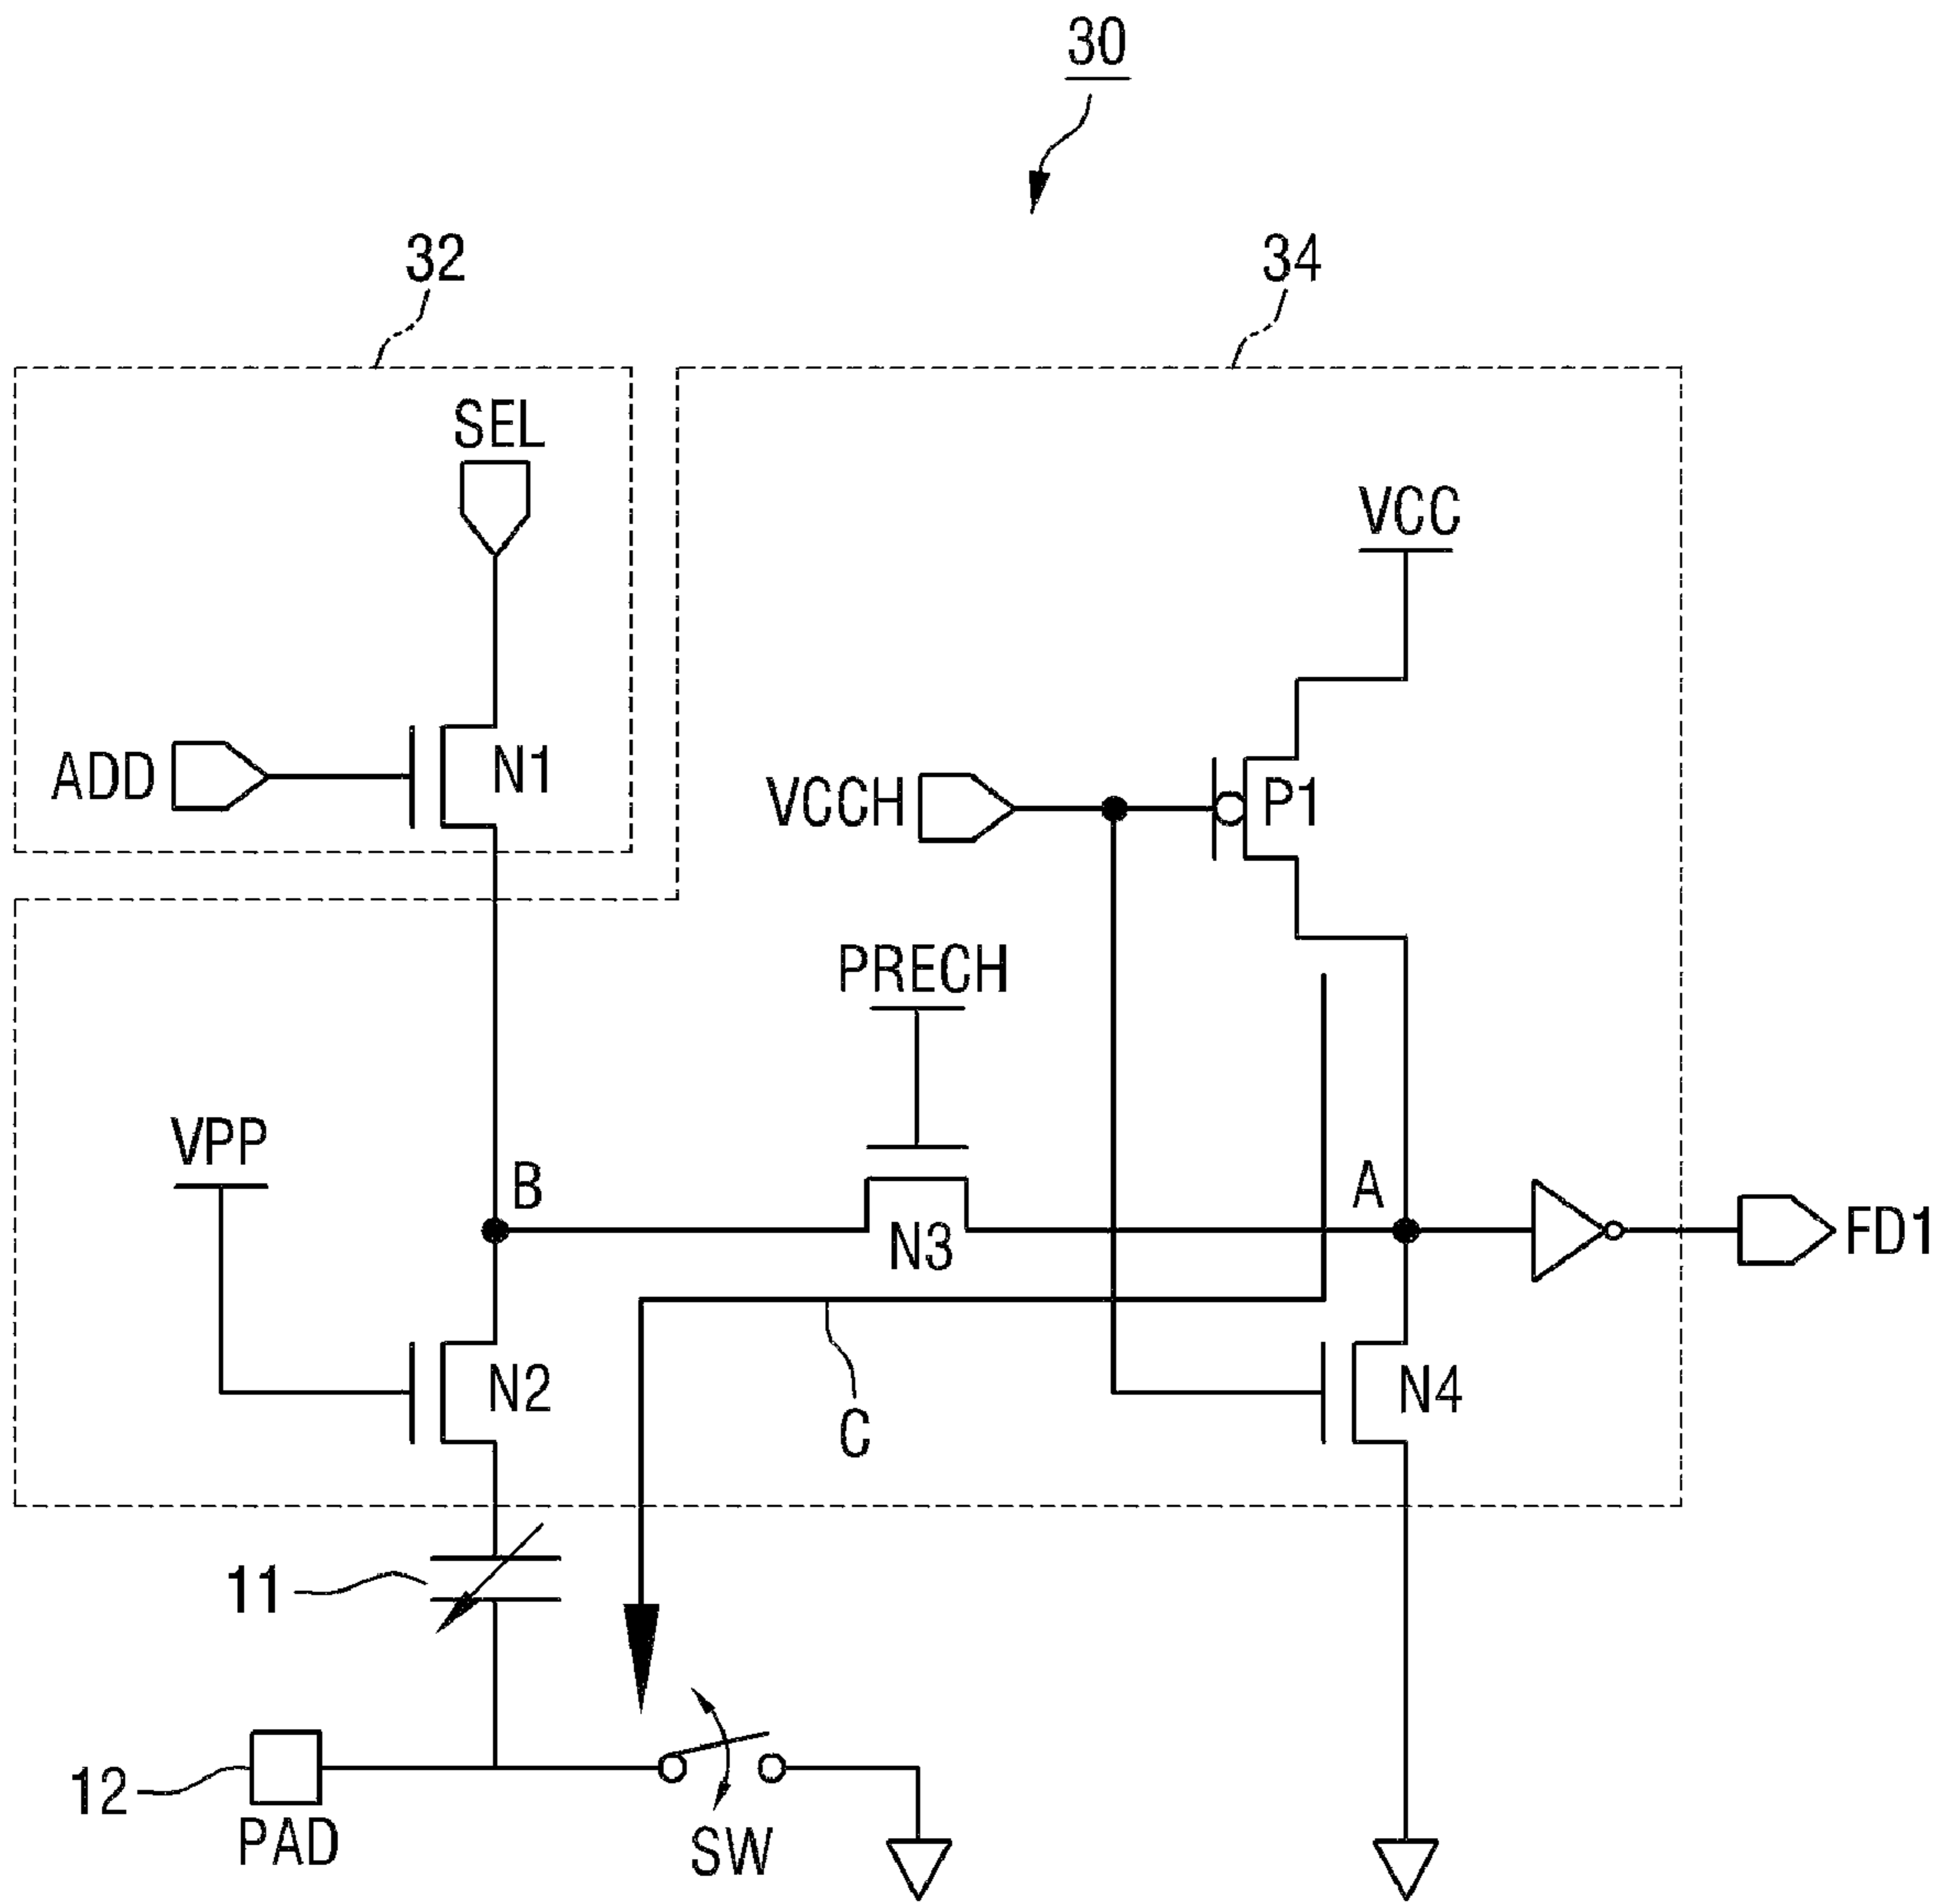 30
32
34
SEL
VCC
ADD
N1
VCCH
P1
PRECH
VPP
B
A
N3
FD1
N2
N4
C
11
12
PAD
SW